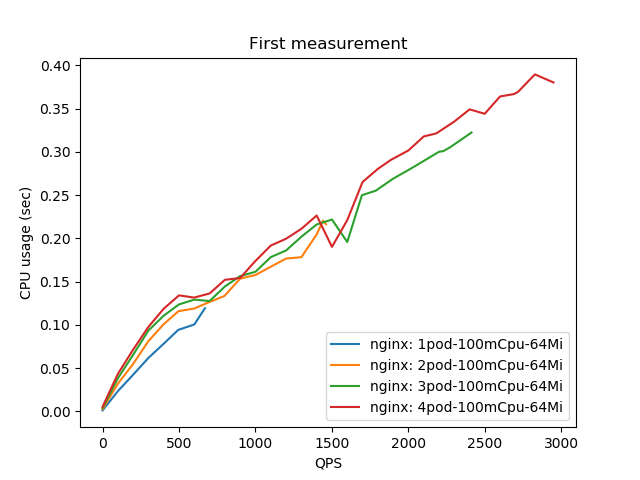 First measurement
CPU usage (sec)
0.40
0.35
0.30
0.25
0.20
0.15
0.10
0.05
0.00
nginx: 1pod-100mCpu-64Mi
nginx: 2pod-100mCpu-64Mi
nginx: 3pod-100mCpu-64Mi
nginx: 4pod-100mCpu-64Mi
0 500 1000 1500 2000 2500 3000
QPS